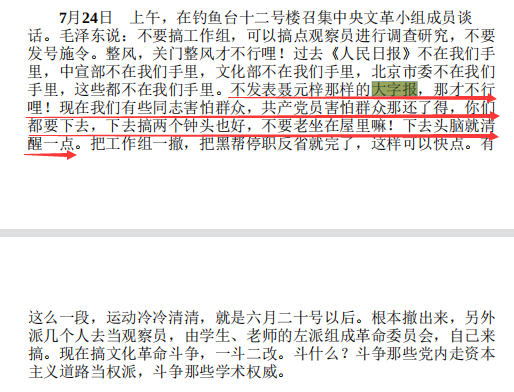 7月24日　上午，在钓鱼台十二号楼召集中央文革小组成员谈
话。毛泽东说：不要搞工作组，可以搞点观察员进行调查研究，不要
发号施令。整风，关门整风才不行哩！过去《人民日报》不在我们手
里，中宣部不在我们手里，文化部不在我们手里，北京市委不在我们
手里，这些都不在我们手里。不发表聂元梓那样的大字报，那才不行
哩！现在我们有些同志害怕群众，共产党员害怕群众那还了得，你们
都要下去，下去搞两个钟头也好，不要老坐在屋里嘛！下去头脑就清
醒一点。把工作组一撤，把黑帮停职反省就完了，这样可以快点。有
这么一段，运动冷冷清清，就是六月二十号以后。根本撤出来，另外
派几个人去当观察员，由学生、老师的左派组成革命委员会，自己来
搞。现在搞文化革命斗争，一斗二改。斗什么？斗争那些党内走资本
主义道路当权派，斗争那些学术权威。